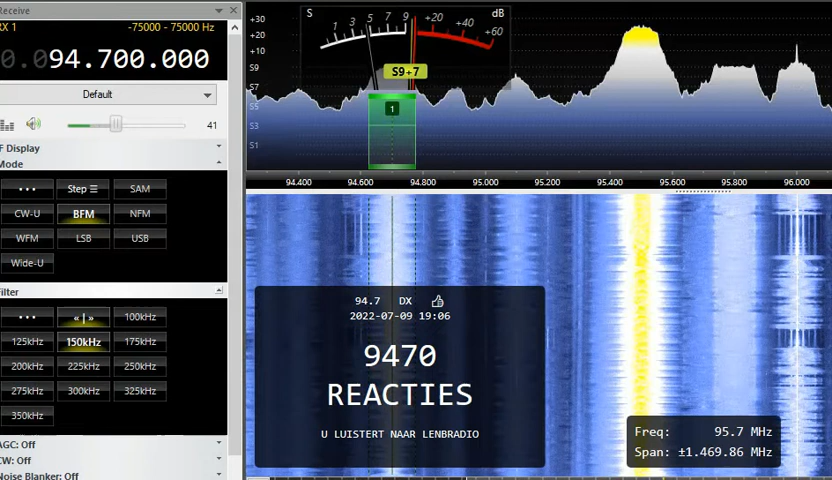 Receive
RX 1 -75000 - 75000 Hz
0.094.700.000
Default
41
F Display
Mode
••• Step ☰ SAM
CW-U BFM NFM
WFM LSB USB
Wide-U
Filter
••• « | » 100kHz
125kHz 150kHz 175kHz
200kHz 225kHz 250kHz
275kHz 300kHz 325kHz
350kHz
AGC: Off
CW: Off
Noise Blanker: Off
S dB
1 3 5 7 9 +20 +40 +60
+30
+20
+10
S9
S7
S5
S3
S1
S9+7
1
94.400 94.600 94.800 95.000 95.200 95.400 95.600 95.800 96.000
94.7 DX
2022-07-09 19:06
9470
REACTIES
U LUISTERT NAAR LENBRADIO
Freq: 95.7 MHz
Span: ±1.469.86 MHz